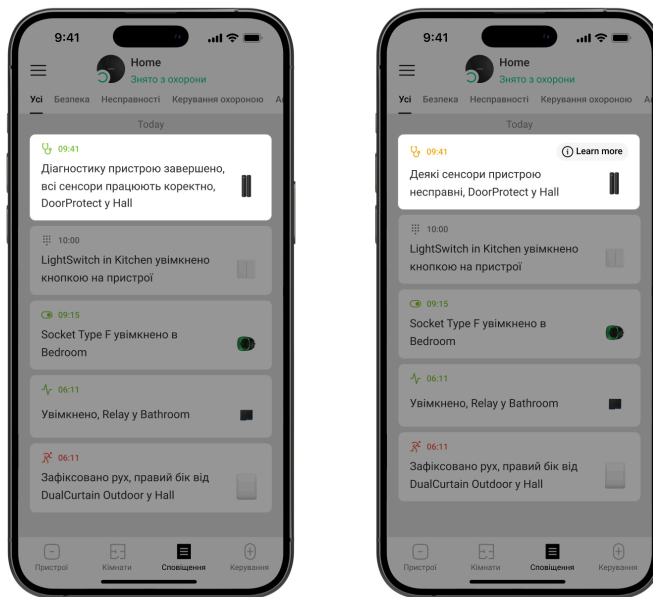 9:41
Home
Знято з охорони
Усі Безпека Несправності Керування охороною
Today
09:41
Діагностику пристрою завершено,
всі сенсори працюють коректно,
DoorProtect у Hall
10:00
LightSwitch in Kitchen увімкнено
кнопкою на пристрої
09:15
Socket Type F увімкнено в
Bedroom
06:11
Увімкнено, Relay у Bathroom
06:11
Зафіксовано рух, правий бік від
DualCurtain Outdoor у Hall
Пристрої Кімнати Сповіщення Керування
9:41
Home
Знято з охорони
Усі Безпека Несправності Керування охороною
Today
09:41 Learn more
Деякі сенсори пристрою
несправні, DoorProtect у Hall
10:00
LightSwitch in Kitchen увімкнено
кнопкою на пристрої
09:15
Socket Type F увімкнено в
Bedroom
06:11
Увімкнено, Relay у Bathroom
06:11
Зафіксовано рух, правий бік від
DualCurtain Outdoor у Hall
Пристрої Кімнати Сповіщення Керування